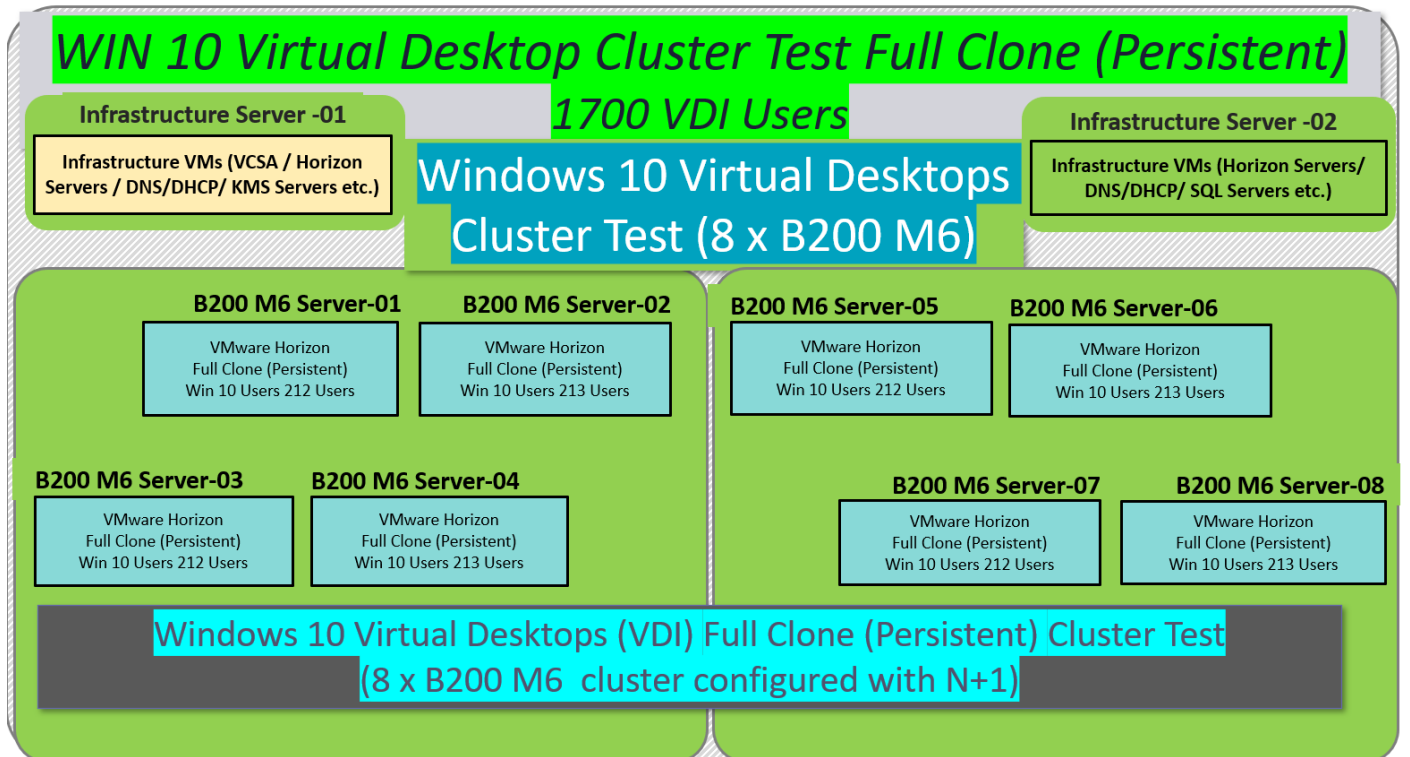 WIN 10 Virtual Desktop Cluster Test Full Clone (Persistent)
1700 VDI Users
Infrastructure Server -01
Infrastructure VMs (VCSA / Horizon
Servers / DNS/DHCP/ KMS Servers etc.)
Infrastructure Server -02
Infrastructure VMs (Horizon Servers/
DNS/DHCP/ SQL Servers etc.)
Windows 10 Virtual Desktops
Cluster Test (8 x B200 M6)
B200 M6 Server-01
VMware Horizon
Full Clone (Persistent)
Win 10 Users 212 Users
B200 M6 Server-02
VMware Horizon
Full Clone (Persistent)
Win 10 Users 213 Users
B200 M6 Server-05
VMware Horizon
Full Clone (Persistent)
Win 10 Users 212 Users
B200 M6 Server-06
VMware Horizon
Full Clone (Persistent)
Win 10 Users 213 Users
B200 M6 Server-03
VMware Horizon
Full Clone (Persistent)
Win 10 Users 212 Users
B200 M6 Server-04
VMware Horizon
Full Clone (Persistent)
Win 10 Users 213 Users
B200 M6 Server-07
VMware Horizon
Full Clone (Persistent)
Win 10 Users 212 Users
B200 M6 Server-08
VMware Horizon
Full Clone (Persistent)
Win 10 Users 213 Users
Windows 10 Virtual Desktops (VDI) Full Clone (Persistent) Cluster Test
(8 x B200 M6 cluster configured with N+1)